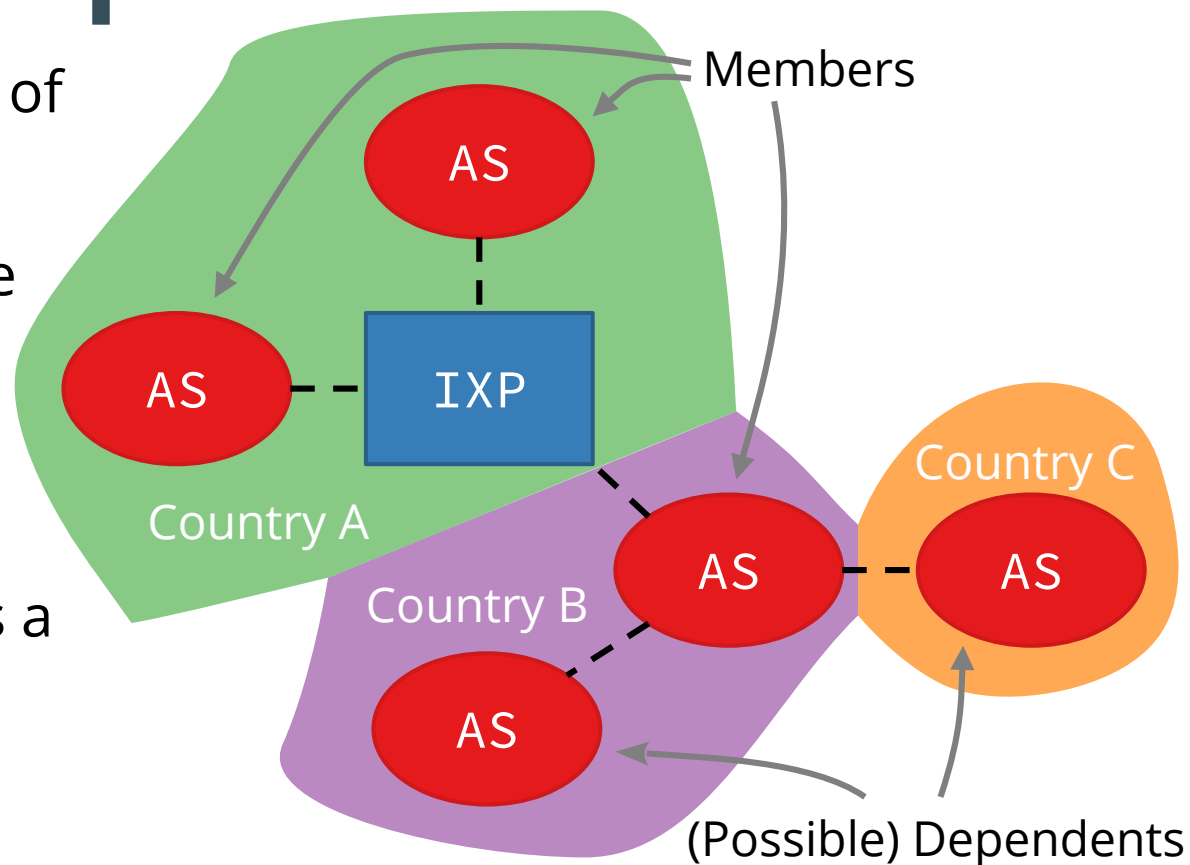 of
Members
AS
e
AS
IXP
Country C
Country A
AS
AS
Country B
s a
AS
(Possible) Dependents